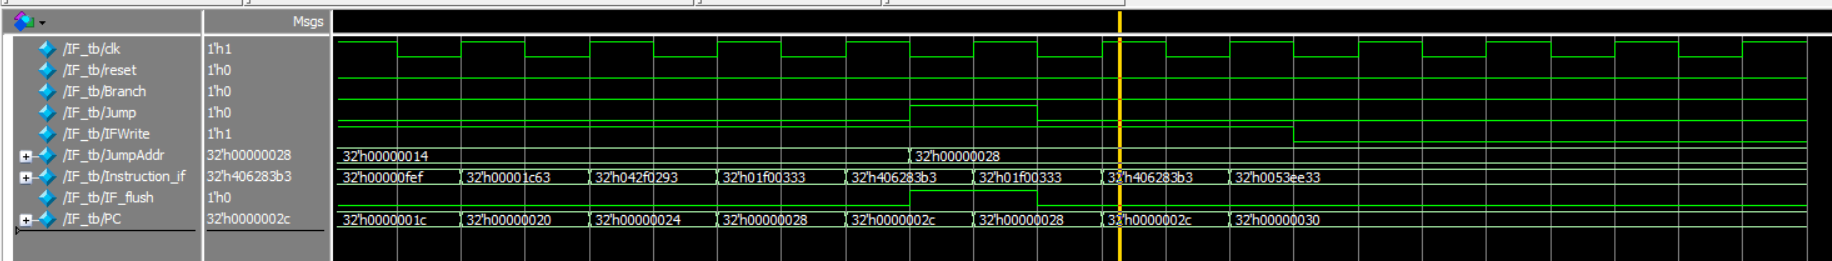 Msgs
/IF_tb/clk 1'h1
/IF_tb/reset 1'h0
/IF_tb/Branch 1'h0
/IF_tb/Jump 1'h0
/IF_tb/IFWrite 1'h1
/IF_tb/JumpAddr 32'h00000028 32'h00000014 32'h00000028
/IF_tb/Instruction_if 32'h406283b3 32'h00000fef 32'h00001c63 32'h042f0293 32'h01f00333 32'h406283b3 32'h01f00333 32'h406283b3 32'h0053ee33
/IF_tb/IF_flush 1'h0
/IF_tb/PC 32'h0000002c 32'h0000001c 32'h00000020 32'h00000024 32'h00000028 32'h0000002c 32'h00000028 32'h0000002c 32'h00000030